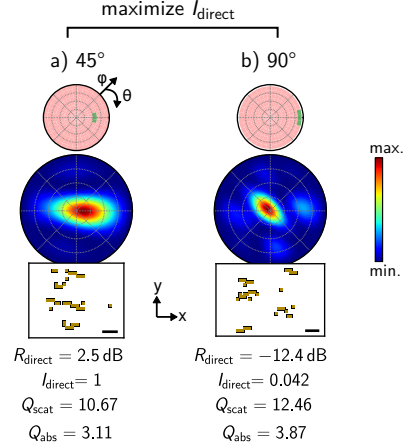 maximize I_direct
a) 45°
b) 90°
φ
θ
max.
min.
y
x
R_direct = 2.5 dB
I_direct = 1
Q_scat = 10.67
Q_abs = 3.11
R_direct = −12.4 dB
I_direct = 0.042
Q_scat = 12.46
Q_abs = 3.87